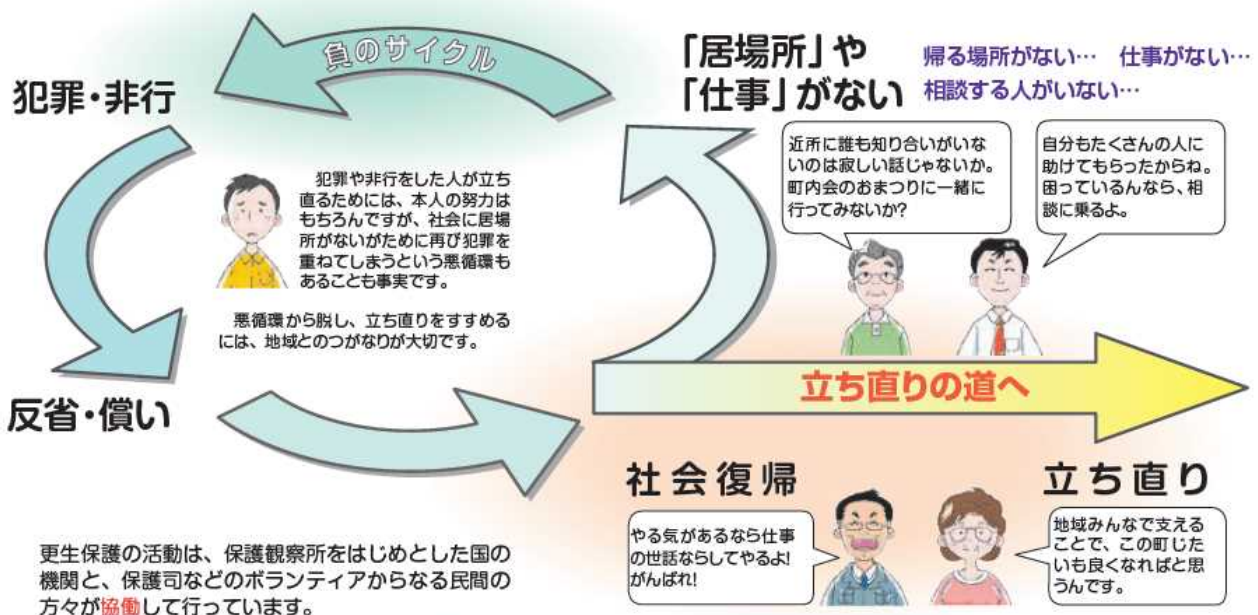 負のサイクル
「居場所」や
「仕事」がない
帰る場所がない… 仕事がない…
相談する人がいない…
犯罪・非行
近所に誰も知り合いがいな
いのは寂しい話じゃないか。
町内会のおまつりに一緒に
行ってみないか?
自分もたくさんの人に
助けてもらったからね。
困っているんなら、相
談に乗るよ。
犯罪や非行をした人が立ち
直るためには、本人の努力は
もちろんですが、社会に居場
所がないがために再び犯罪を
重ねてしまうという悪循環も
あることも事実です。
悪循環から脱し、立ち直りをすすめる
には、地域とのつながりが大切です。
立ち直りの道へ
反省・償い
社会復帰
立ち直り
やる気があるなら仕事
の世話ならしてやるよ!
がんばれ!
地域みんなで支える
ことで、この町じた
いも良くなればと思
うんです。
更生保護の活動は、保護観察所をはじめとした国の
機関と、保護司などのボランティアからなる民間の
方々が協働して行っています。